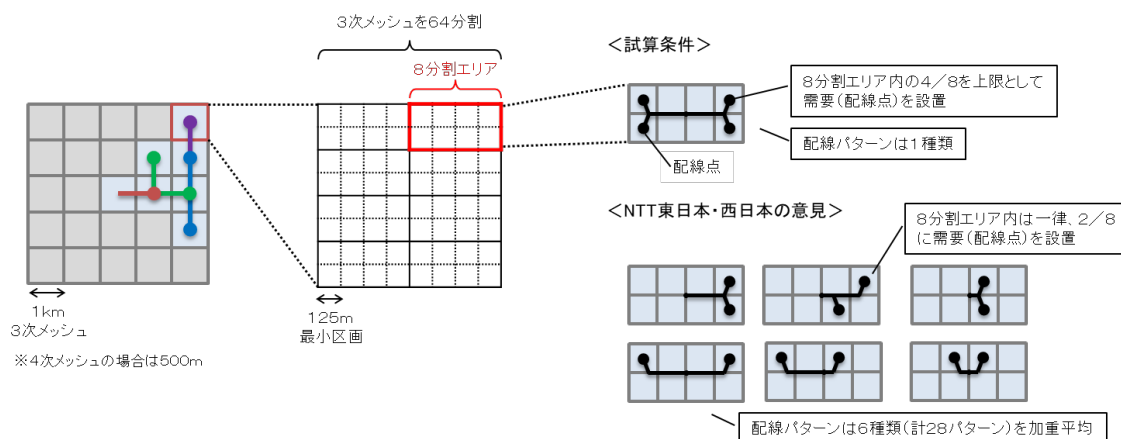 3次メッシュを64分割
8分割エリア
1km
3次メッシュ
※4次メッシュの場合は500m
125m
最小区画
＜試算条件＞
8分割エリア内の4／8を上限として
需要（配線点）を設置
配線パターンは1種類
配線点
＜NTT東日本・西日本の意見＞
8分割エリア内は一律、2／8
に需要（配線点）を設置
配線パターンは6種類（計28パターン）を加重平均